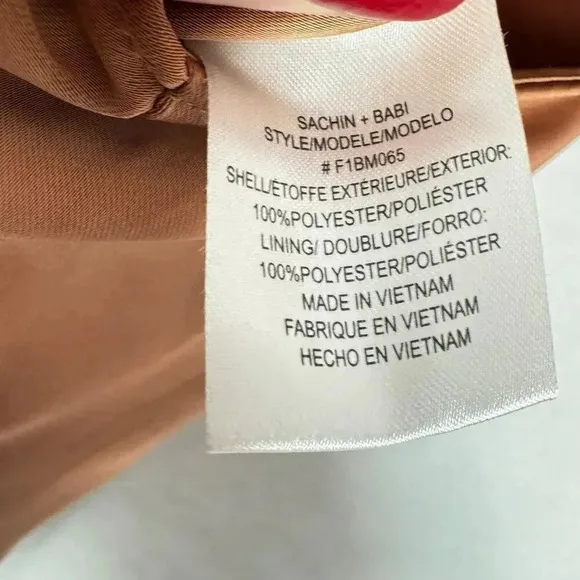 SACHIN + BABI
STYLE/MODELE/MODELO
# F1BM065
SHELL/ÉTOFFE EXTÉRIEURE/EXTERIOR:
100%POLYESTER/POLIÉSTER
LINING/ DOUBLURE/FORRO:
100%POLYESTER/POLIÉSTER
MADE IN VIETNAM
FABRIQUE EN VIETNAM
HECHO EN VIETNAM